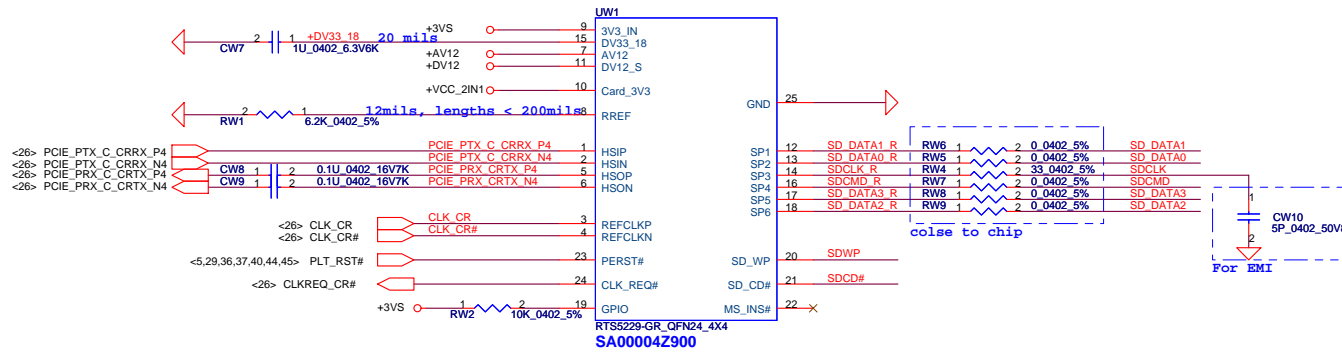 UW1
+3VS 9 3V3_IN
2 1 +DV33_18 20 mils 15 DV33_18
CW7 1U_0402_6.3V6K
+AV12 7 AV12
+DV12 11 DV12_S
+VCC_2IN1 10 Card_3V3
2 1 12mils, lengths < 200mils 8 RREF
RW1 6.2K_0402_5%
GND 25
<26> PCIE_PTX_C_CRRX_P4 PCIE_PTX_C_CRRX_P4 1 HSIP
<26> PCIE_PTX_C_CRRX_N4 PCIE_PTX_C_CRRX_N4 2 HSIN
<26> PCIE_PRX_CRTX_P4 CW8 1 2 0.1U_0402_16V7K PCIE_PRX_CRTX_P4 5 HSOP
<26> PCIE_PRX_CRTX_N4 CW9 1 2 0.1U_0402_16V7K PCIE_PRX_CRTX_N4 6 HSON
SP1 12 SD_DATA1_R RW6 1 2 0_0402_5% SD_DATA1
SP2 13 SD_DATA0_R RW5 1 2 0_0402_5% SD_DATA0
SP3 14 SDCLK_R RW4 1 2 33_0402_5% SDCLK
SP4 16 SDCMD_R RW7 1 2 0_0402_5% SDCMD
SP5 17 SD_DATA3_R RW8 1 2 0_0402_5% SD_DATA3
SP6 18 SD_DATA2_R RW9 1 2 0_0402_5% SD_DATA2
colse to chip
1
CW10
5P_0402_50V8
2
For EMI
<26> CLK_CR CLK_CR 3 REFCLKP
<26> CLK_CR# CLK_CR# 4 REFCLKN
<5,29,36,37,40,44,45> PLT_RST# 23 PERST#
SD_WP 20 SDWP
<26> CLKREQ_CR# 24 CLK_REQ#
SD_CD# 21 SDCD#
+3VS 1 2 19 GPIO
RW2 10K_0402_5%
MS_INS# 22
RTS5229-GR_QFN24_4X4
SA00004Z900